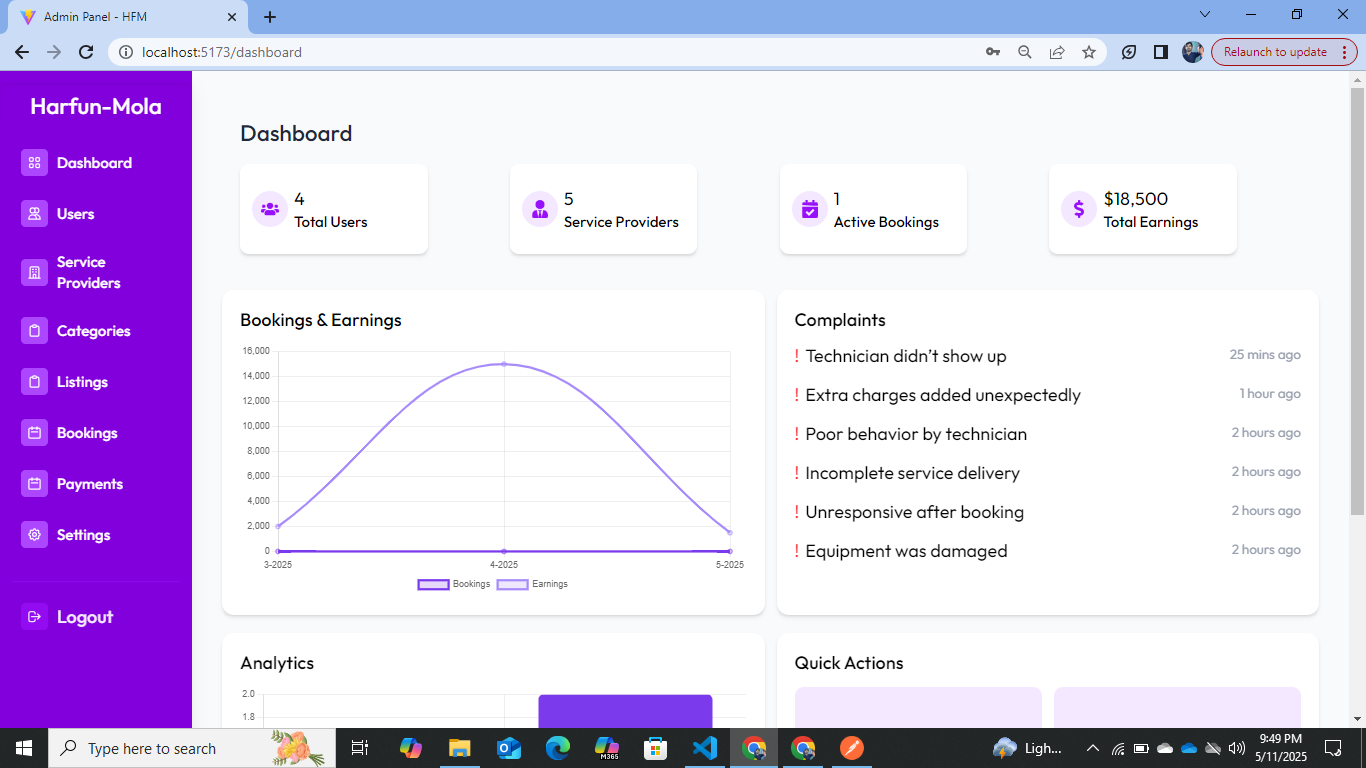 Admin Panel - HFM
localhost:5173/dashboard
Relaunch to update
Harfun-Mola
Dashboard
Users
Service
Providers
Categories
Listings
Bookings
Payments
Settings
Logout
Dashboard
4
Total Users
5
Service Providers
1
Active Bookings
$18,500
Total Earnings
Bookings & Earnings
16,000
14,000
12,000
10,000
8,000
6,000
4,000
2,000
0
3-2025 4-2025 5-2025
Bookings Earnings
Complaints
! Technician didn’t show up 25 mins ago
! Extra charges added unexpectedly 1 hour ago
! Poor behavior by technician 2 hours ago
! Incomplete service delivery 2 hours ago
! Unresponsive after booking 2 hours ago
! Equipment was damaged 2 hours ago
Analytics
2.0
1.8
Quick Actions
Type here to search
M365
Ligh...
9:49 PM
5/11/2025